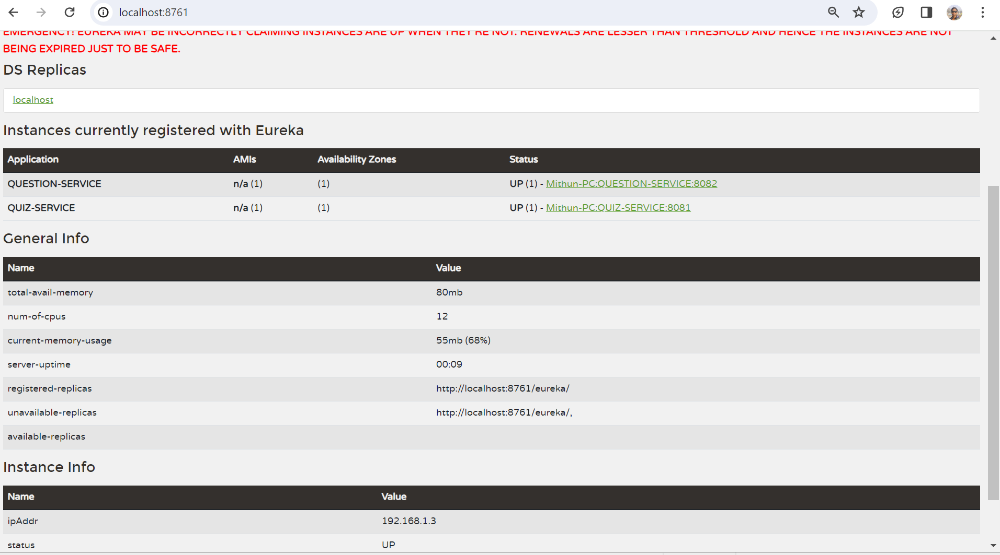 localhost:8761
EMERGENCY! EUREKA MAY BE INCORRECTLY CLAIMING INSTANCES ARE UP WHEN THEY'RE NOT. RENEWALS ARE LESSER THAN THRESHOLD AND HENCE THE INSTANCES ARE NOT
BEING EXPIRED JUST TO BE SAFE.
DS Replicas
localhost
Instances currently registered with Eureka
Application AMIs Availability Zones Status
QUESTION-SERVICE n/a (1) (1) UP (1) - Mithun-PC:QUESTION-SERVICE:8082
QUIZ-SERVICE n/a (1) (1) UP (1) - Mithun-PC:QUIZ-SERVICE:8081
General Info
Name Value
total-avail-memory 80mb
num-of-cpus 12
current-memory-usage 55mb (68%)
server-uptime 00:09
registered-replicas http://localhost:8761/eureka/
unavailable-replicas http://localhost:8761/eureka/,
available-replicas
Instance Info
Name Value
ipAddr 192.168.1.3
status UP